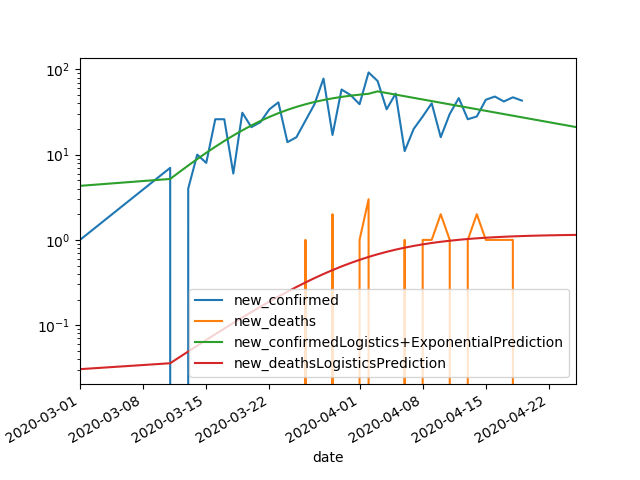 10²
10¹
10⁰
10⁻¹
new_confirmed
new_deaths
new_confirmedLogistics+ExponentialPrediction
new_deathsLogisticsPrediction
2020-03-01
2020-03-08
2020-03-15
2020-03-22
2020-04-01
2020-04-08
2020-04-15
2020-04-22
date